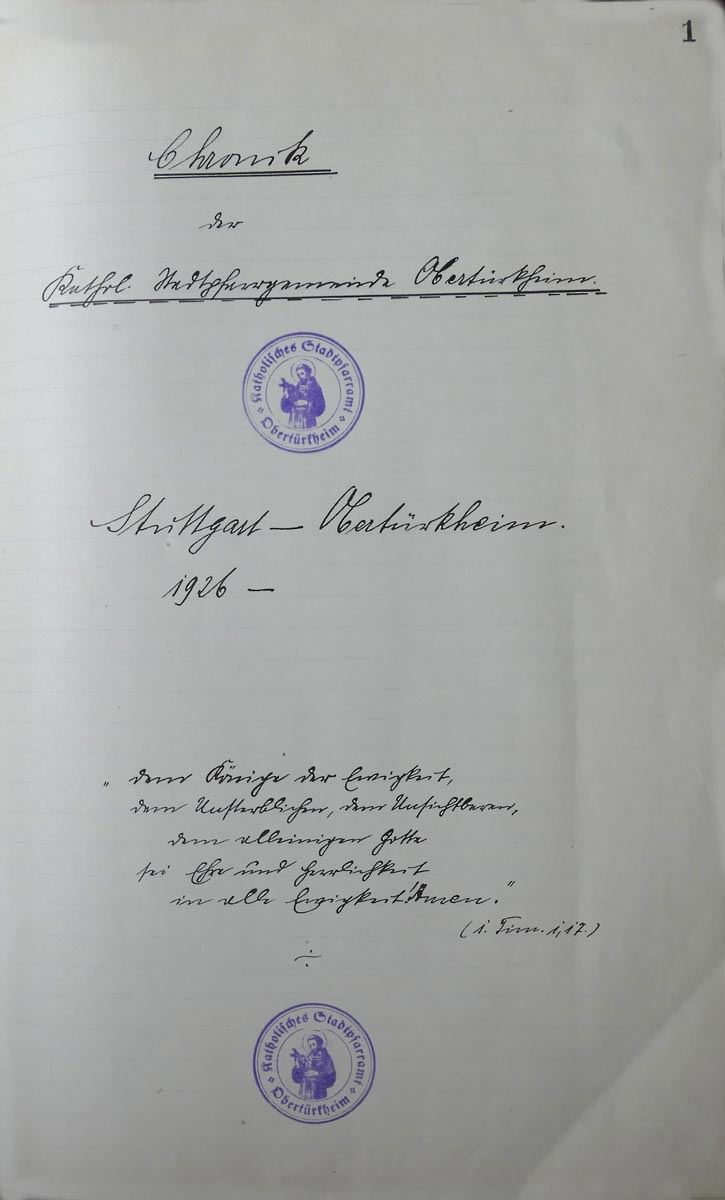 1
Chronik
der
Kathol. Stadtpfarrgemeinde Obertürkheim.
Katholisches Stadtpfarramt
Obertürkheim
Stuttgart — Obertürkheim.
1926 —
„ dem Könige der Ewigkeit,
dem Unsterblichen, dem Unsichtbaren,
dem alleinigen Gotte
sei Ehre und Herrlichkeit
in alle Ewigkeit! Amen.“
(1. Tim. 1,17.)
Katholisches Stadtpfarramt
Obertürkheim